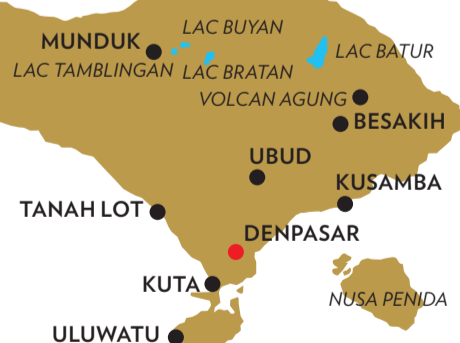 LAC BUYAN
MUNDUK
LAC BATUR
LAC TAMBLINGAN
LAC BRATAN
VOLCAN AGUNG
BESAKIH
UBUD
KUSAMBA
TANAH LOT
DENPASAR
KUTA
NUSA PENIDA
ULUWATU